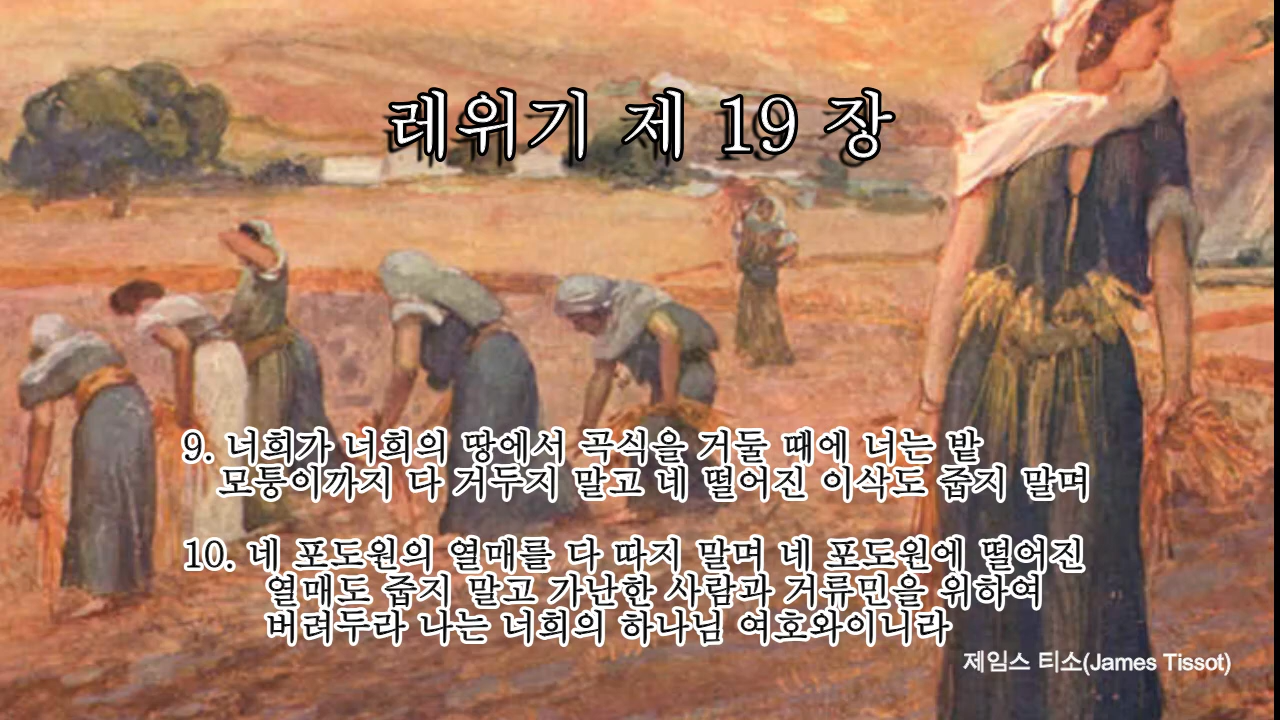 레위기 제 19 장
9. 너희가 너희의 땅에서 곡식을 거둘 때에 너는 밭
모퉁이까지 다 거두지 말고 네 떨어진 이삭도 줍지 말며
10. 네 포도원의 열매를 다 따지 말며 네 포도원에 떨어진
열매도 줍지 말고 가난한 사람과 거류민을 위하여
버려두라 나는 너희의 하나님 여호와이니라
제임스 티소(James Tissot)